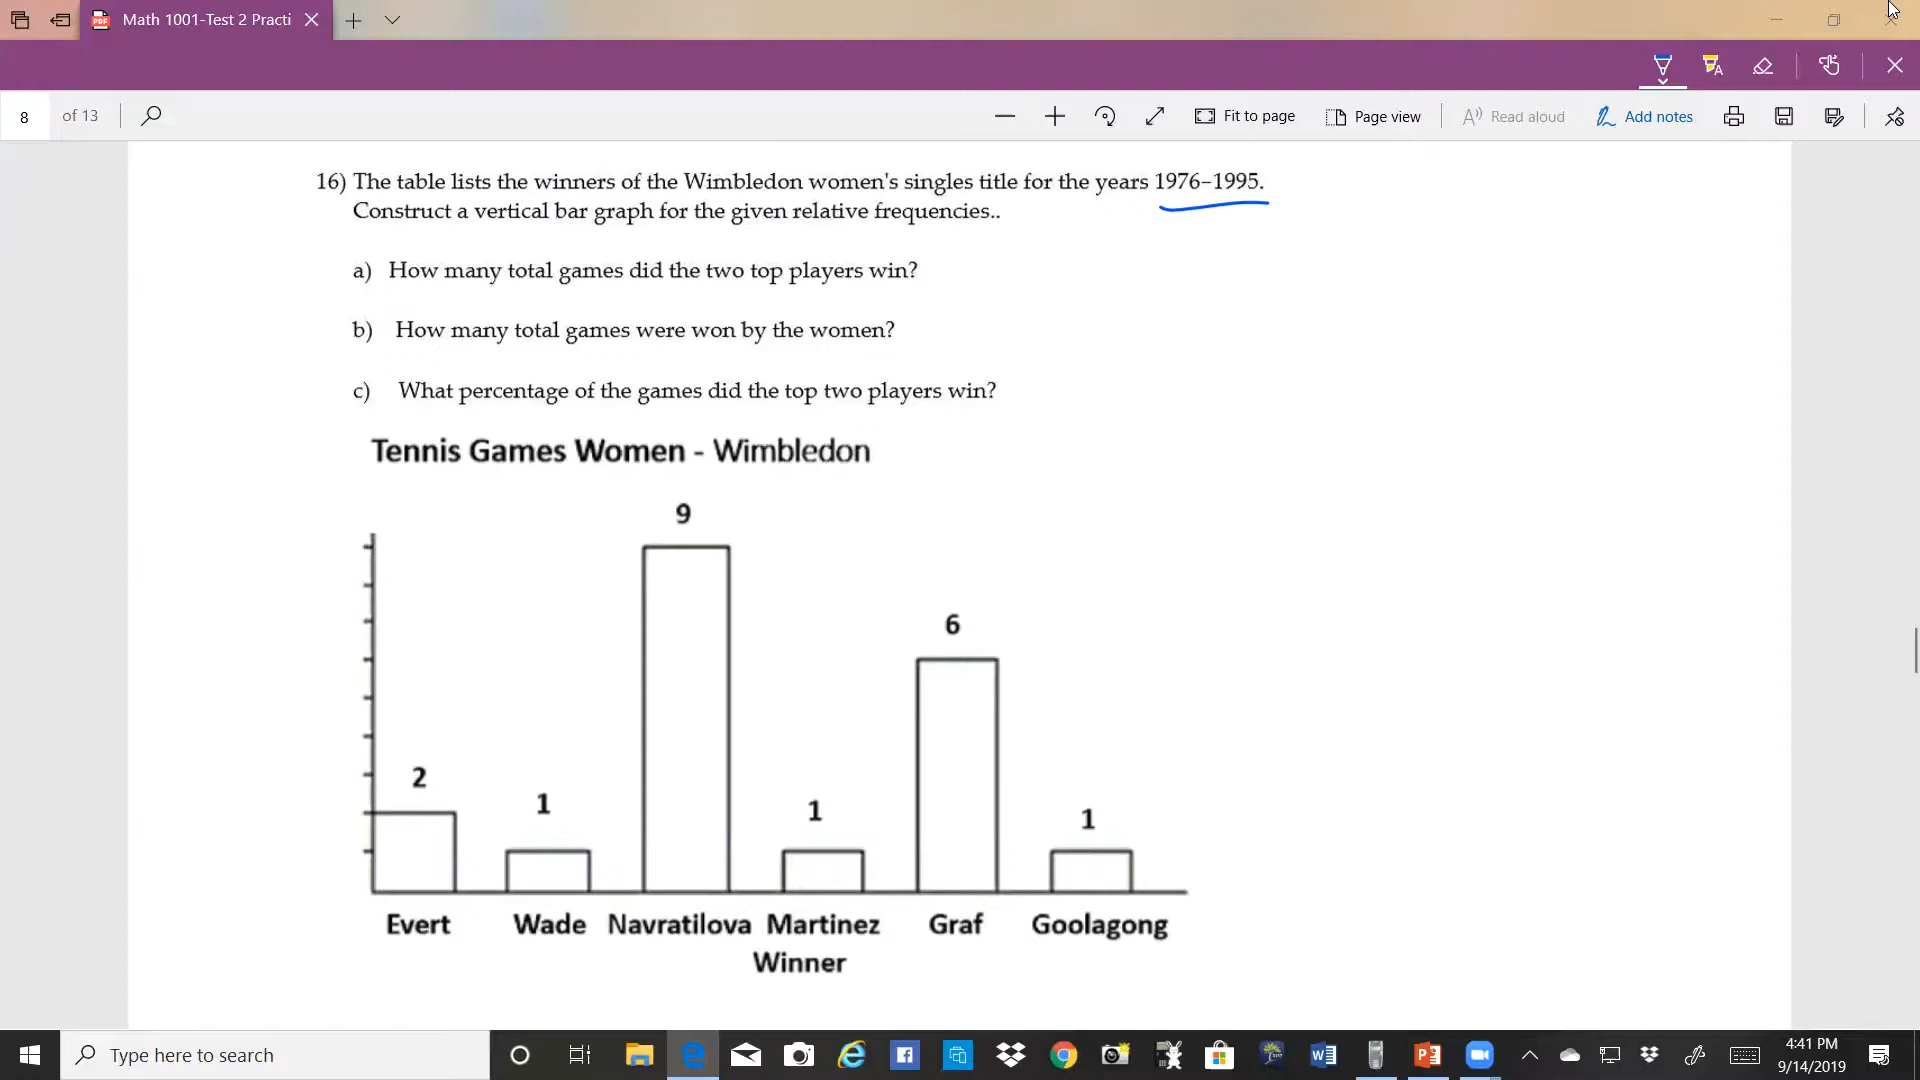 Math 1001-Test 2 Practi
8 of 13
Fit to page
Page view
Read aloud
Add notes
16) The table lists the winners of the Wimbledon women's singles title for the years 1976–1995.
Construct a vertical bar graph for the given relative frequencies..
a) How many total games did the two top players win?
b) How many total games were won by the women?
c) What percentage of the games did the top two players win?
Tennis Games Women - Wimbledon
9
6
2
1
1
1
Evert Wade Navratilova Martinez Graf Goolagong
Winner
Type here to search
4:41 PM
9/14/2019